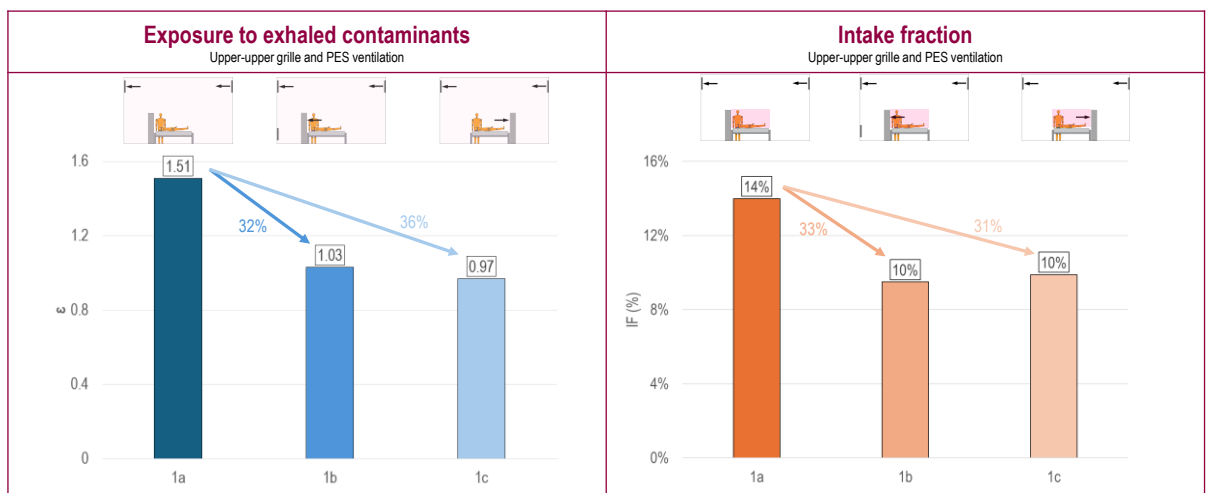 Exposure to exhaled contaminants
Upper-upper grille and PES ventilation
1.6
1.2
0.8
0.4
0
ε
1.51
32%
36%
1.03
0.97
1a
1b
1c
Intake fraction
Upper-upper grille and PES ventilation
16%
12%
8%
4%
0%
IF (%)
14%
33%
31%
10%
10%
1a
1b
1c